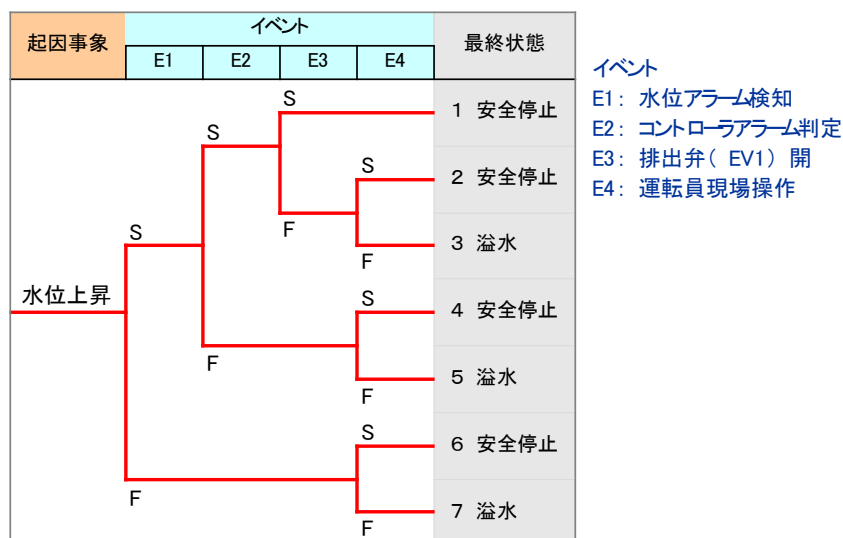 起因事象
イベント
E1 E2 E3 E4
最終状態
イベント
E1: 水位アラーム検知
E2: コントローラアラーム判定
E3: 排出弁( EV1) 開
E4: 運転員現場操作
S
1 安全停止
S
S
2 安全停止
F
S
3 溢水
F
水位上昇
S
4 安全停止
F
5 溢水
F
S
6 安全停止
F
7 溢水
F